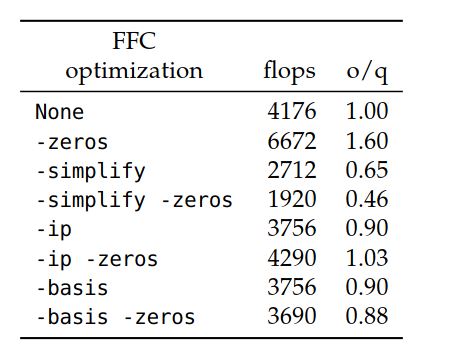 FFC
optimization flops o/q
None 4176 1.00
-zeros 6672 1.60
-simplify 2712 0.65
-simplify -zeros 1920 0.46
-ip 3756 0.90
-ip -zeros 4290 1.03
-basis 3756 0.90
-basis -zeros 3690 0.88